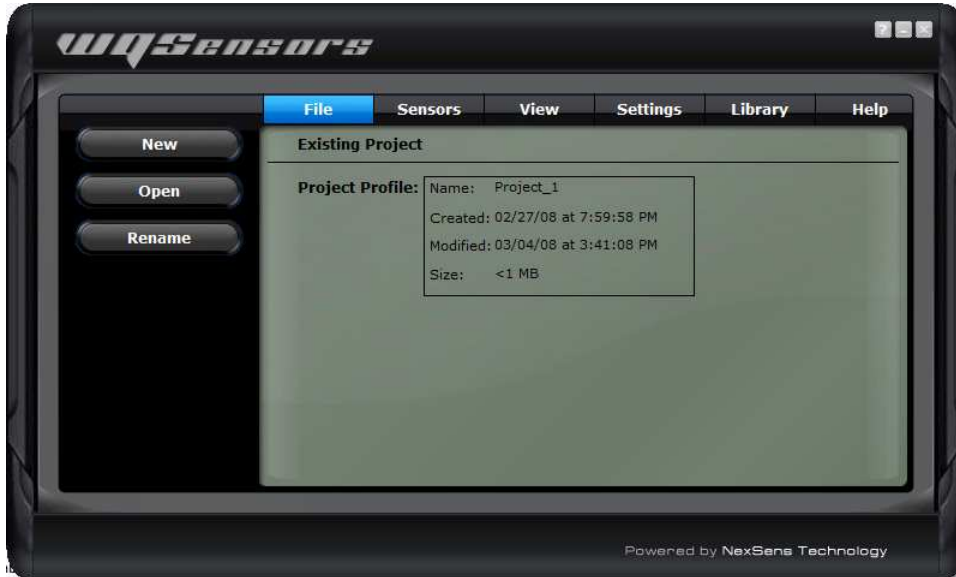 WQSensors
? _ X
File Sensors View Settings Library Help
New
Open
Rename
Existing Project
Project Profile:
Name: Project_1
Created: 02/27/08 at 7:59:58 PM
Modified: 03/04/08 at 3:41:08 PM
Size: <1 MB
Powered by NexSens Technology